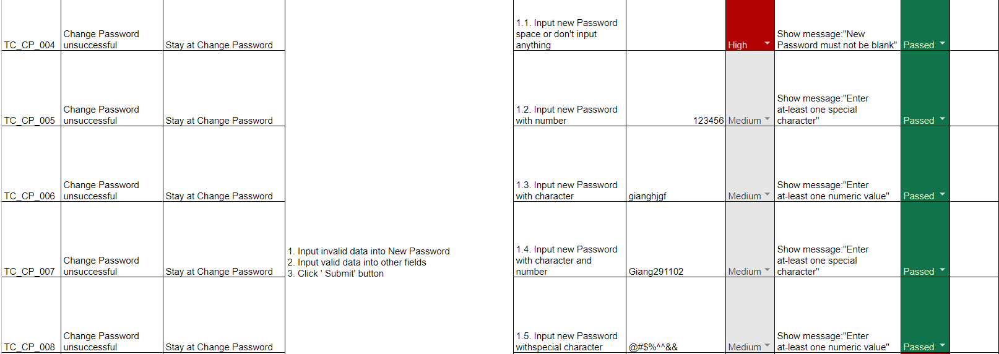 TC_CP_004
Change Password
unsuccessful
Stay at Change Password
1.1. Input new Password
space or don't input
anything
High
Show message:"New
Password must not be blank"
Passed
TC_CP_005
Change Password
unsuccessful
Stay at Change Password
1.2. Input new Password
with number
123456
Medium
Show message:"Enter
at-least one special
character"
Passed
TC_CP_006
Change Password
unsuccessful
Stay at Change Password
1.3. Input new Password
with character
gianghjgf
Medium
Show message:"Enter
at-least one numeric value"
Passed
TC_CP_007
Change Password
unsuccessful
Stay at Change Password
1. Input invalid data into New Password
2. Input valid data into other fields
3. Click ' Submit' button
1.4. Input new Password
with character and
number
Giang291102
Medium
Show message:"Enter
at-least one special
character"
Passed
TC_CP_008
Change Password
unsuccessful
Stay at Change Password
1.5. Input new Password
withspecial character
@#$%^^&&
Medium
Show message:"Enter
at-least one numeric value"
Passed